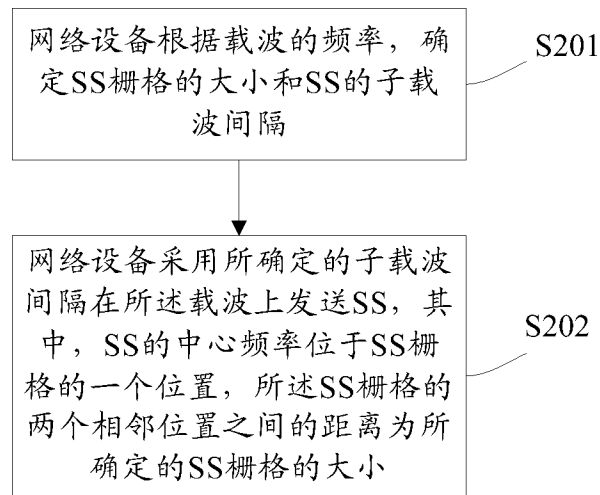 网络设备根据载波的频率，确
定SS栅格的大小和SS的子载
波间隔
S201
网络设备采用所确定的子载波
间隔在所述载波上发送SS，其
中，SS的中心频率位于SS栅
格的一个位置，所述SS栅格的
两个相邻位置之间的距离为所
确定的SS栅格的大小
S202